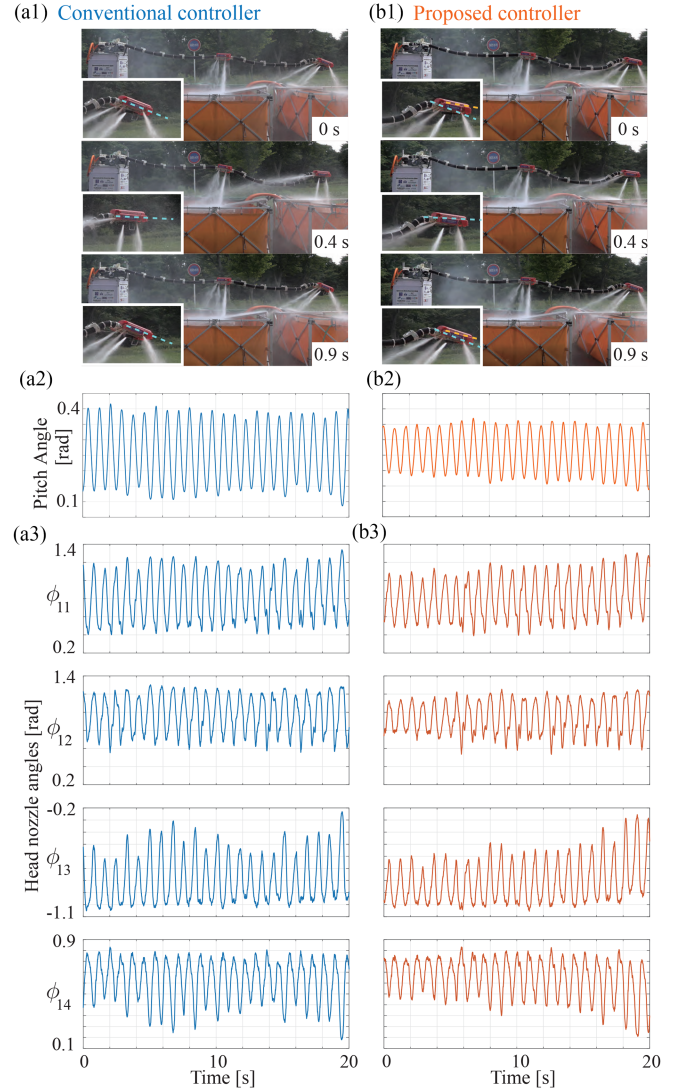 (a1) Conventional controller
(b1) Proposed controller
0 s
0 s
0.4 s
0.4 s
0.9 s
0.9 s
(a2)
(b2)
0.4
Pitch Angle
[rad]
0.1
(a3)
(b3)
1.4
ϕ11
0.2
1.4
ϕ12
0.2
Head nozzle angles [rad]
-0.2
ϕ13
-1.1
0.9
ϕ14
0.1
0 10 20
0 10 20
Time [s]
Time [s]